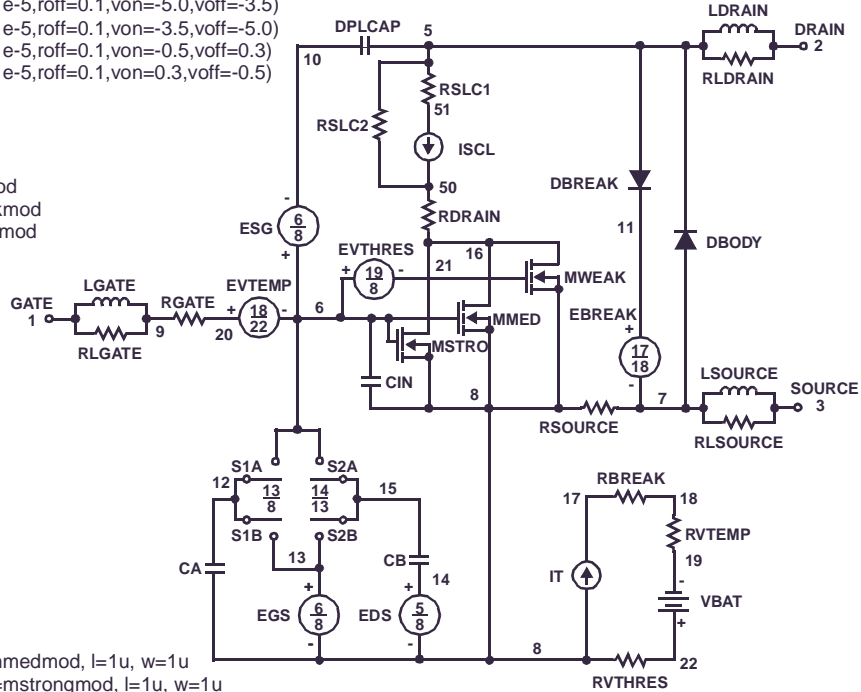 e-5,roff=0.1,von=-5.0,voff=-3.5)
e-5,roff=0.1,von=-3.5,voff=-5.0)
e-5,roff=0.1,von=-0.5,voff=0.3)
e-5,roff=0.1,von=0.3,voff=-0.5)
od
kmod
mod
LDRAIN
DPLCAP
5
DRAIN
2
10
RLDRAIN
RSLC1
51
RSLC2
ISCL
50
DBREAK
RDRAIN
-
ESG
6
8
+
11
DBODY
EVTHRES
16
+
19
8
-
21
MWEAK
LGATE
EVTEMP
GATE
1
RGATE
+
18
22
-
6
EBREAK
+
MMED
9
20
MSTRO
RLGATE
17
18
-
LSOURCE
CIN
8
7
SOURCE
3
RSOURCE
RLSOURCE
S1A
S2A
12
13
8
14
13
15
S1B
S2B
RBREAK
17
18
RVTEMP
13
CA
CB
14
19
IT
-
VBAT
+
+
EGS
6
8
-
+
EDS
5
8
-
8
22
RVTHRES
mmedmod, l=1u, w=1u
=mstrongmod, l=1u, w=1u